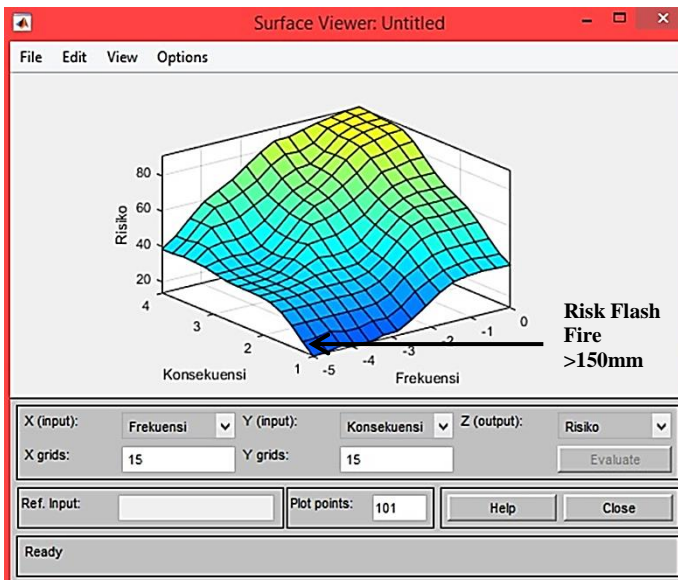 Surface Viewer: Untitled
File Edit View Options
80
60
40
20
Risiko
4
3
2
1
Konsekuensi
-5
-4
-3
-2
-1
0
Frekuensi
Risk Flash
Fire
>150mm
X (input): Frekuensi Y (input): Konsekuensi Z (output): Risiko
X grids: 15 Y grids: 15 Evaluate
Ref. Input: Plot points: 101 Help Close
Ready